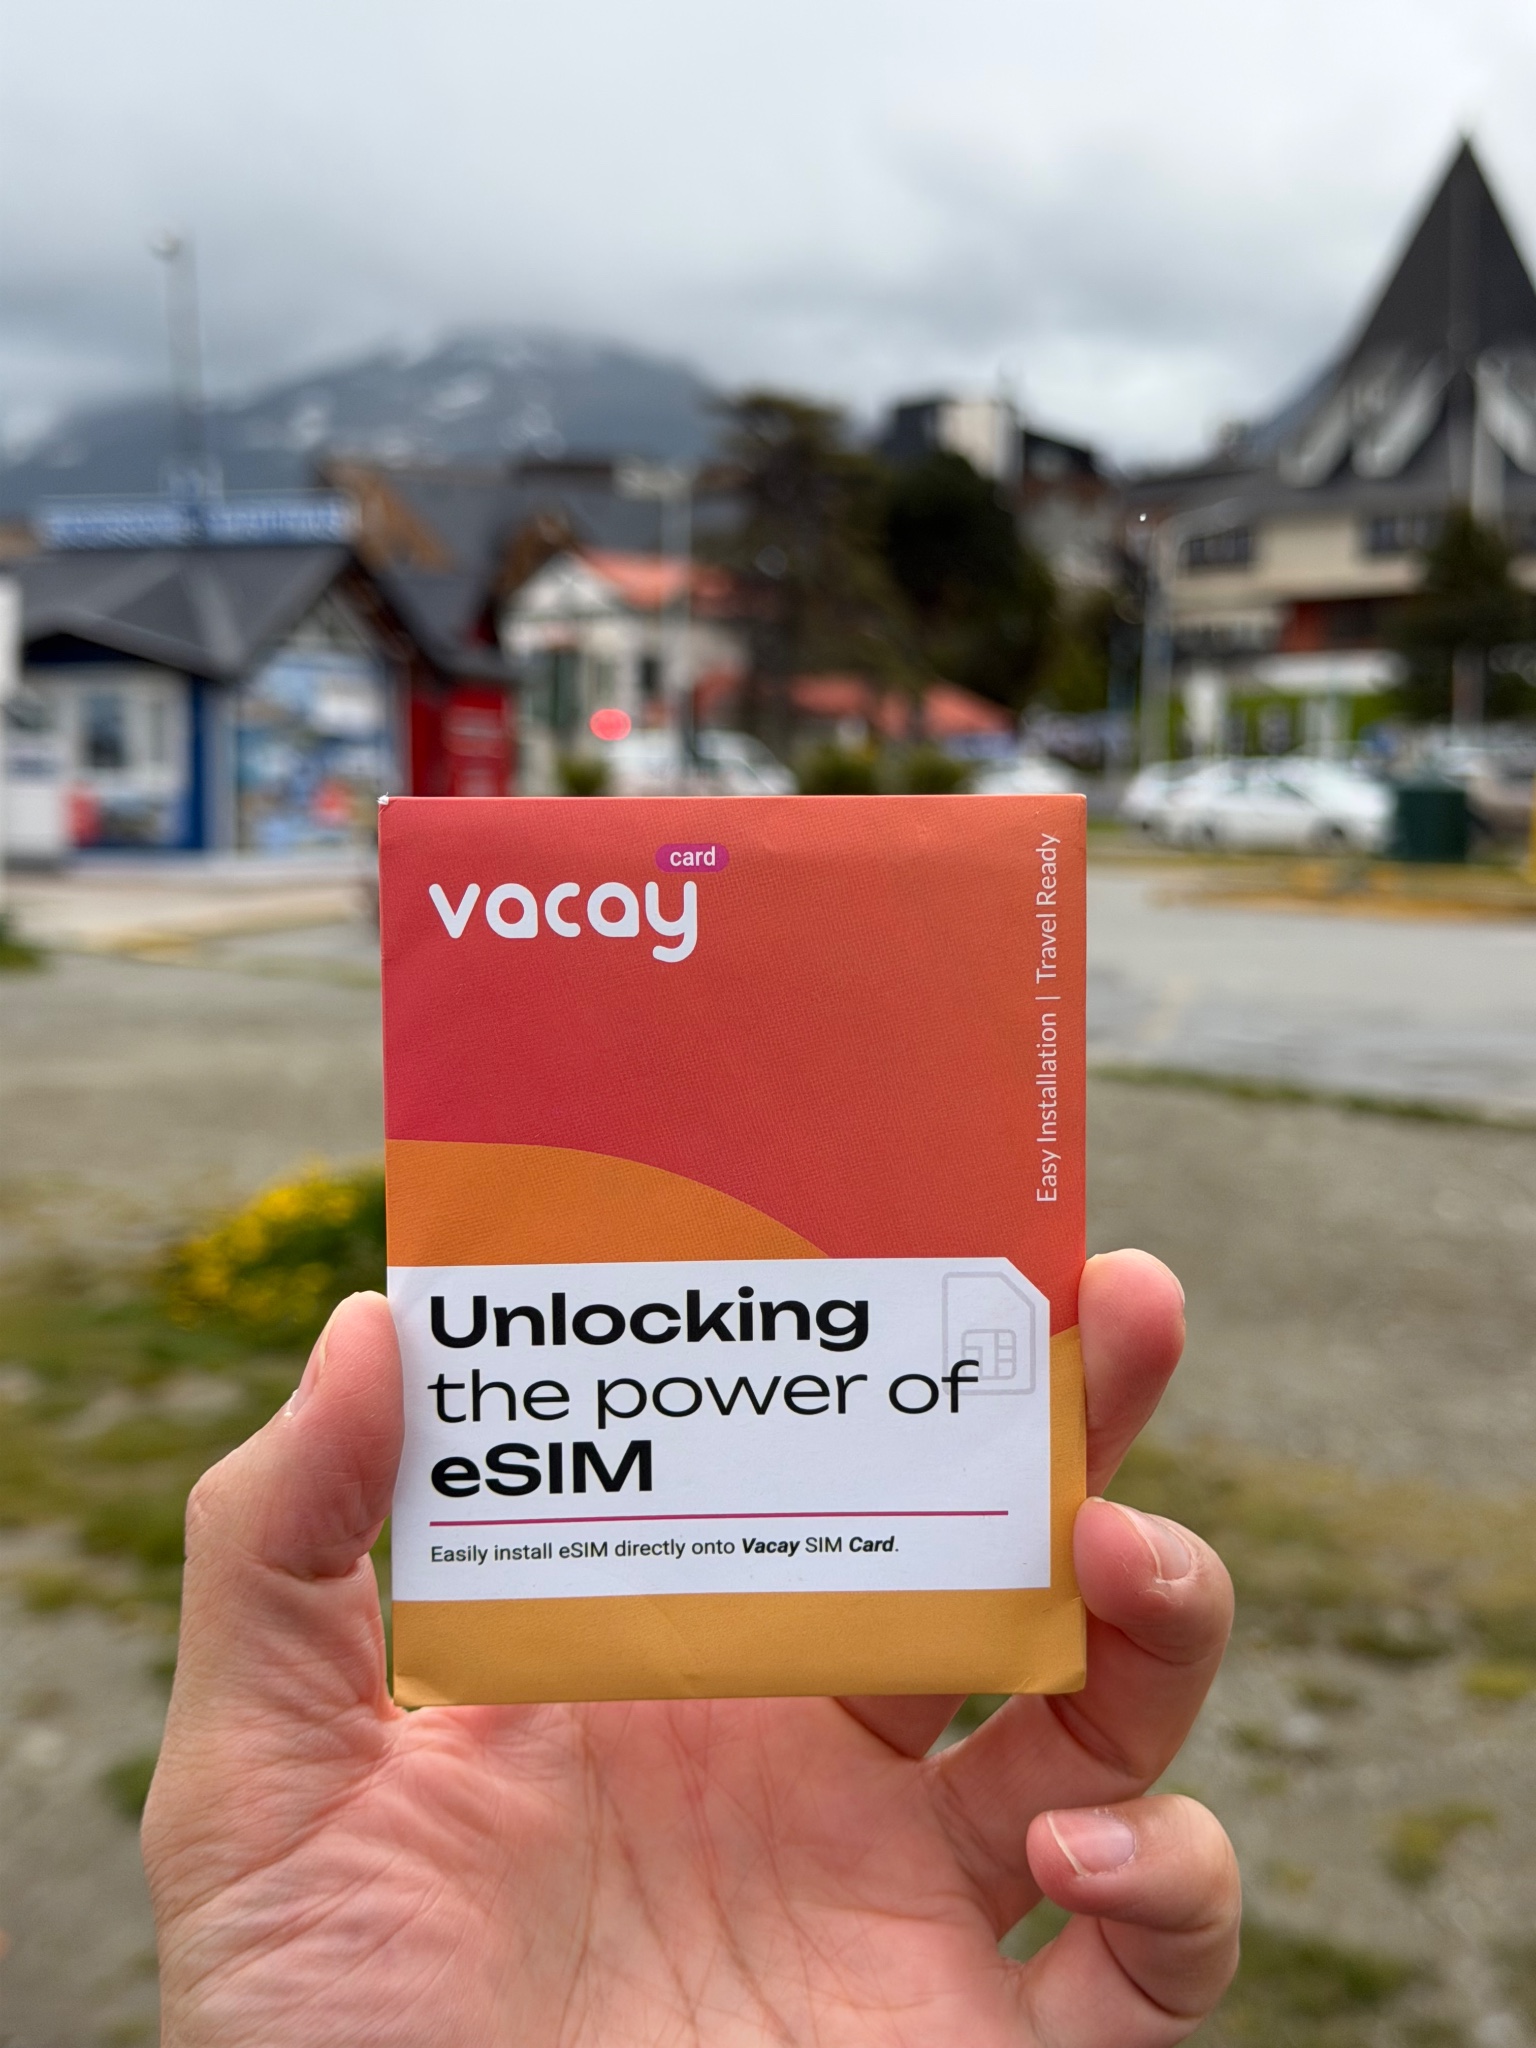 card
vacay
Easy Installation | Travel Ready
Unlocking
the power of
eSIM
Easily install eSIM directly onto Vacay SIM Card.